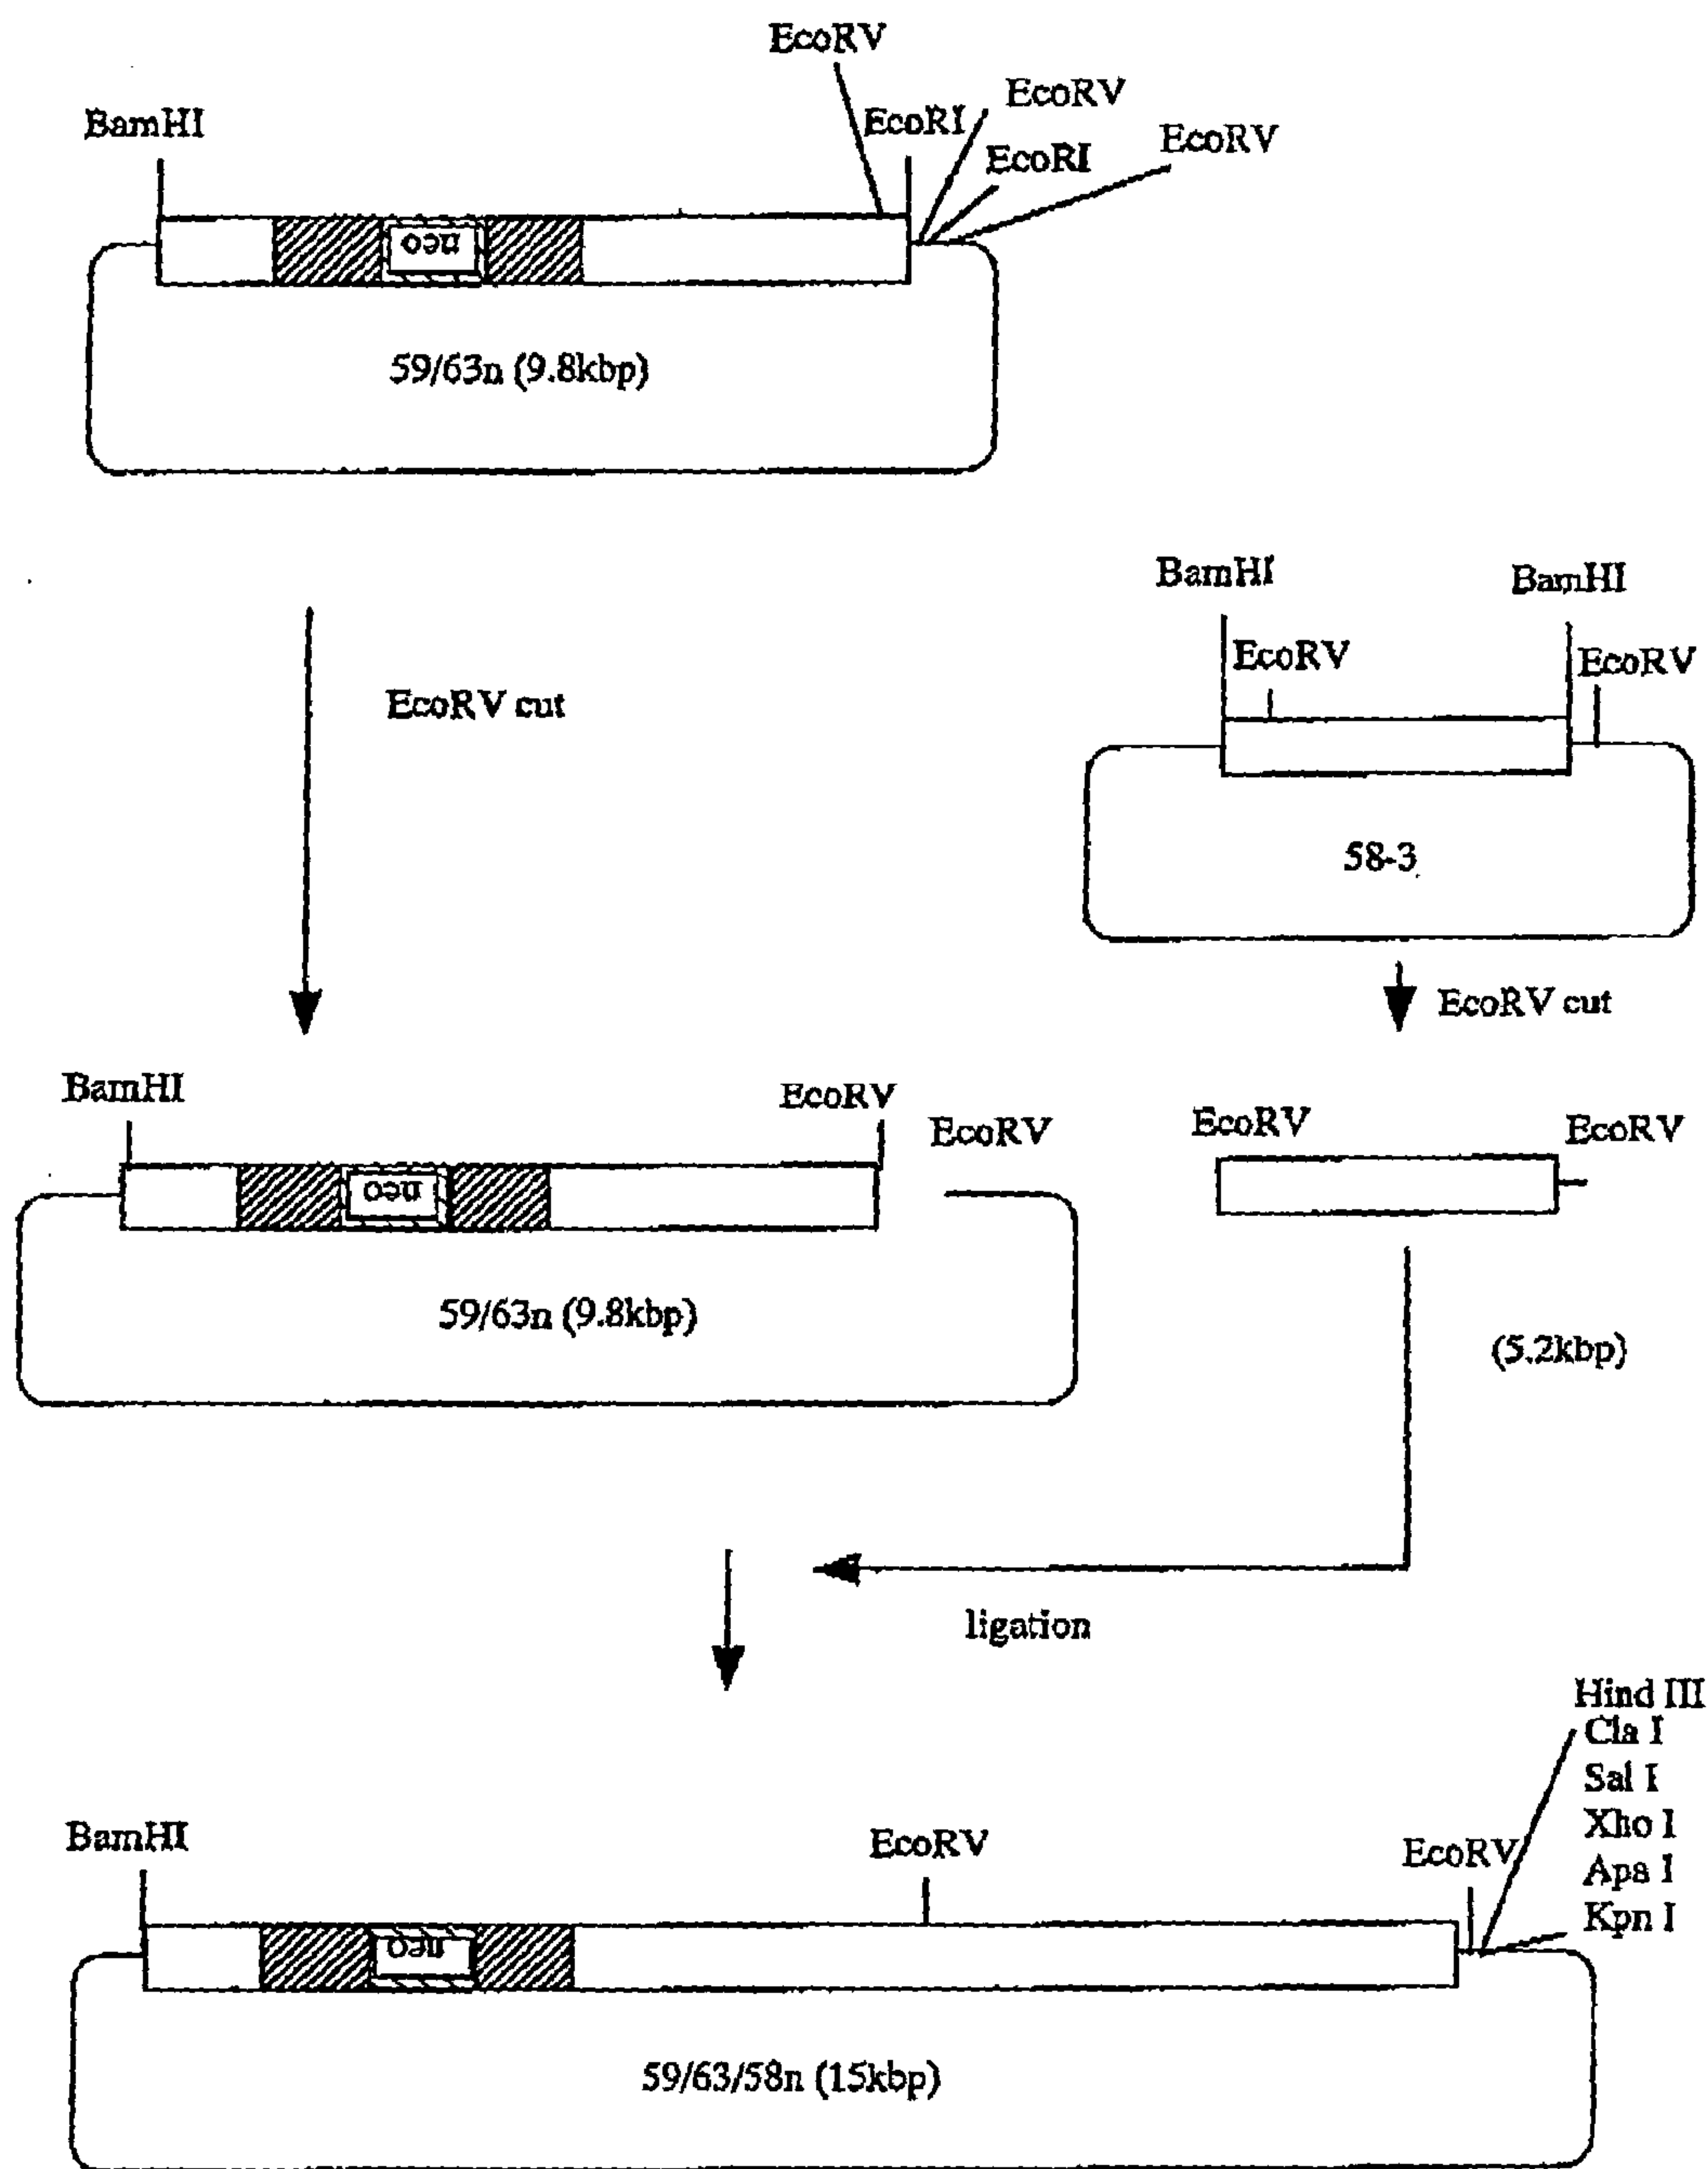 EcoRV
BamHI
EcoRI
EcoRV
EcoRI
EcoRV
neo
59/63n (9.8kbp)
BamHI
BamHI
EcoRV
EcoRV
EcoRV cut
58-3
EcoRV cut
BamHI
EcoRV
EcoRV
EcoRV
EcoRV
neo
59/63n (9.8kbp)
(5.2kbp)
ligation
Hind III
Cla I
Sal I
Xho I
Apa I
Kpn I
BamHI
EcoRV
EcoRV
neo
59/63/58n (15kbp)